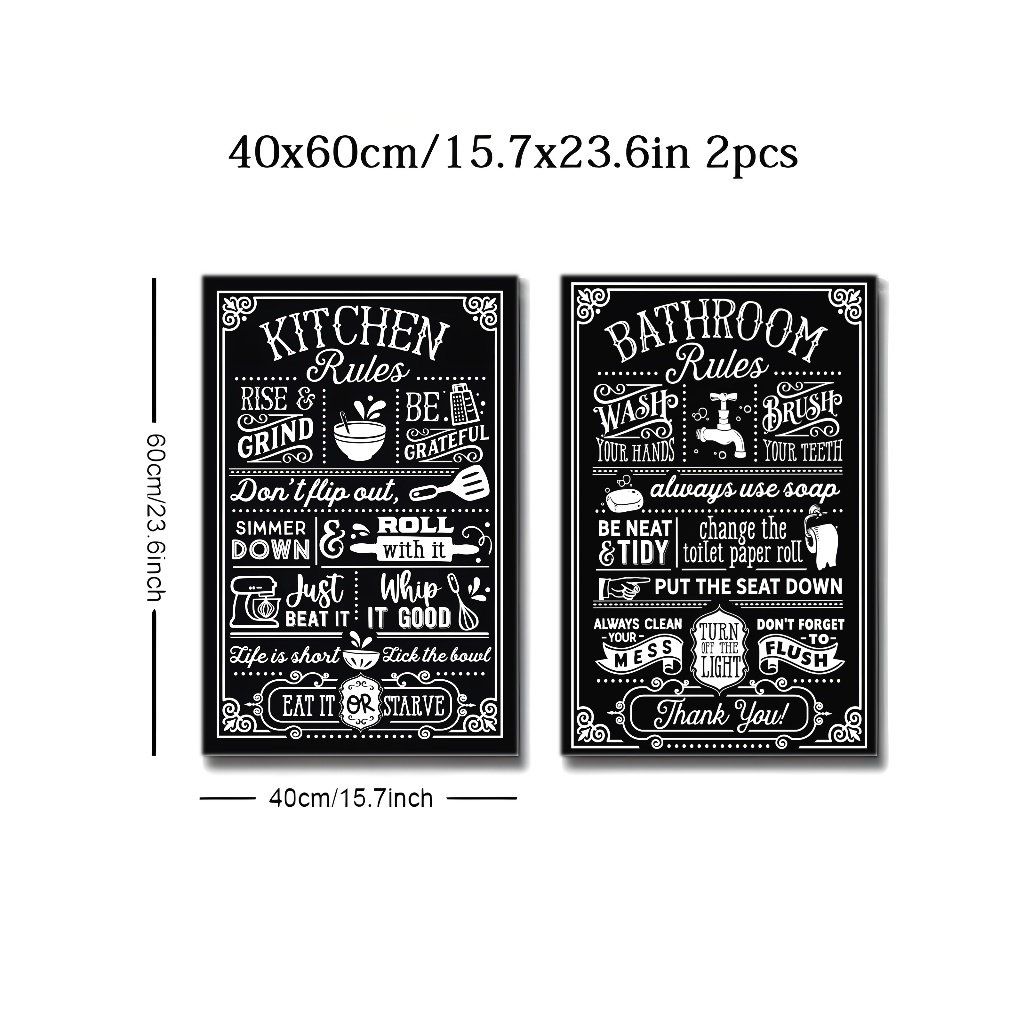 40x60cm/15.7x23.6in 2pcs
60cm/23.6inch
KITCHEN
Rules
RISE &
GRIND
BE
GRATEFUL
Don't flip out,
SIMMER
DOWN
&
ROLL
with it
Just
BEAT IT
Whip
IT GOOD
Life is short
Lick the bowl
EAT IT OR STARVE
BATHROOM
Rules
WASH
YOUR HANDS
BRUSH
YOUR TEETH
always use soap
BE NEAT
& TIDY
change the
toilet paper roll
PUT THE SEAT DOWN
ALWAYS CLEAN
-YOUR-
MESS
TURN
OFF THE
LIGHT
DON'T FORGET
-TO-
FLUSH
Thank You!
40cm/15.7inch